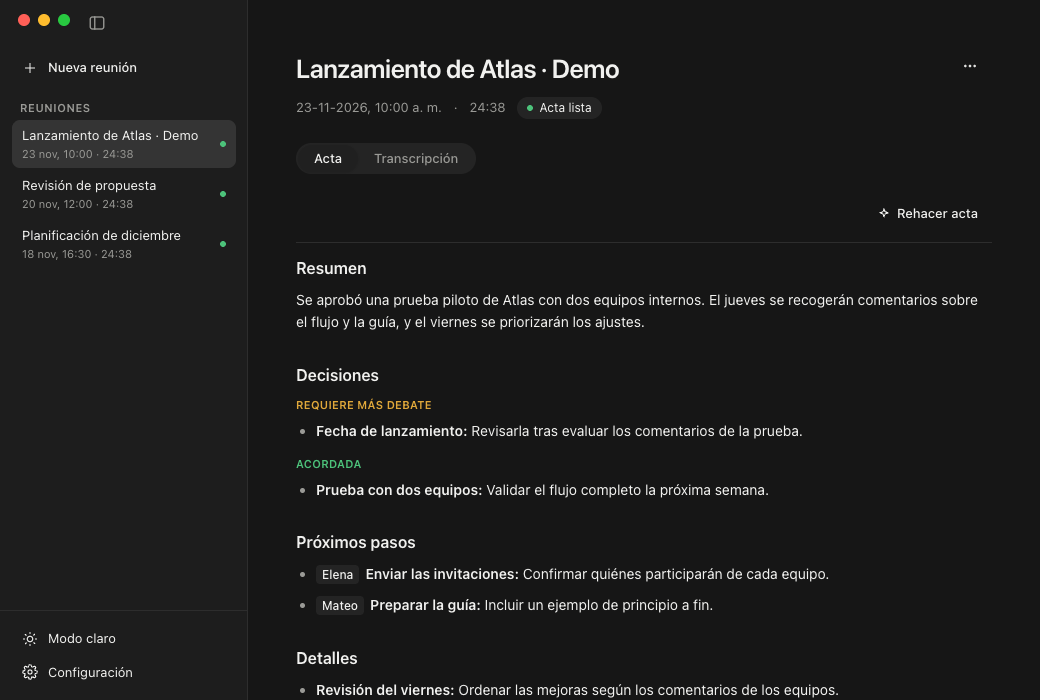 Nueva reunión
REUNIONES
Lanzamiento de Atlas · Demo
23 nov, 10:00 · 24:38
Revisión de propuesta
20 nov, 12:00 · 24:38
Planificación de diciembre
18 nov, 16:30 · 24:38
Modo claro
Configuración
Lanzamiento de Atlas · Demo
23-11-2026, 10:00 a. m. · 24:38 Acta lista
Acta Transcripción
Rehacer acta
Resumen
Se aprobó una prueba piloto de Atlas con dos equipos internos. El jueves se recogerán comentarios sobre
el flujo y la guía, y el viernes se priorizarán los ajustes.
Decisiones
REQUIERE MÁS DEBATE
• Fecha de lanzamiento: Revisarla tras evaluar los comentarios de la prueba.
ACORDADA
• Prueba con dos equipos: Validar el flujo completo la próxima semana.
Próximos pasos
• Elena Enviar las invitaciones: Confirmar quiénes participarán de cada equipo.
• Mateo Preparar la guía: Incluir un ejemplo de principio a fin.
Detalles
• Revisión del viernes: Ordenar las mejoras según los comentarios de los equipos.